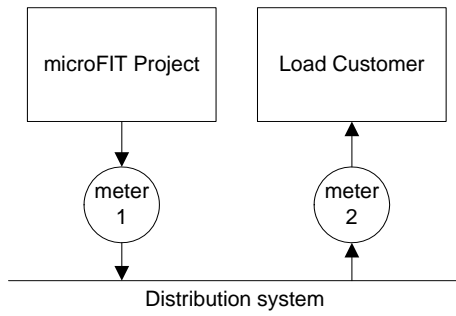 microFIT Project
Load Customer
meter
1
meter
2
Distribution system